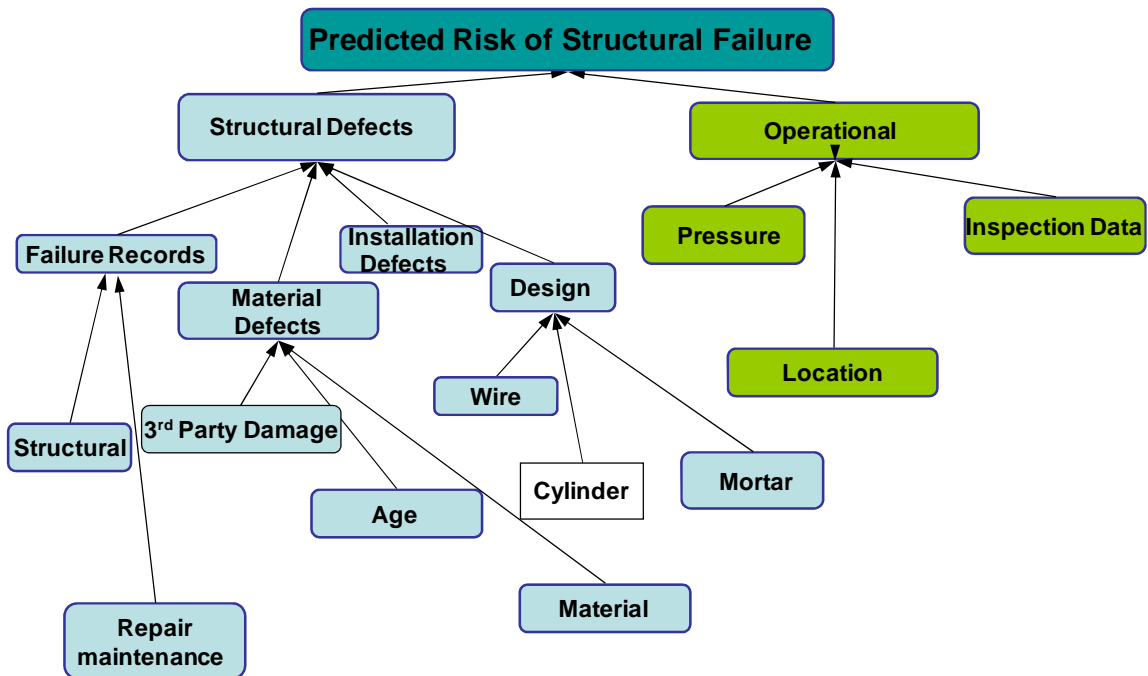 Predicted Risk of Structural Failure
Structural Defects
Operational
Failure Records
Installation
Defects
Pressure
Inspection Data
Material
Defects
Design
Wire
Location
3rd Party Damage
Structural
Cylinder
Mortar
Age
Material
Repair
maintenance